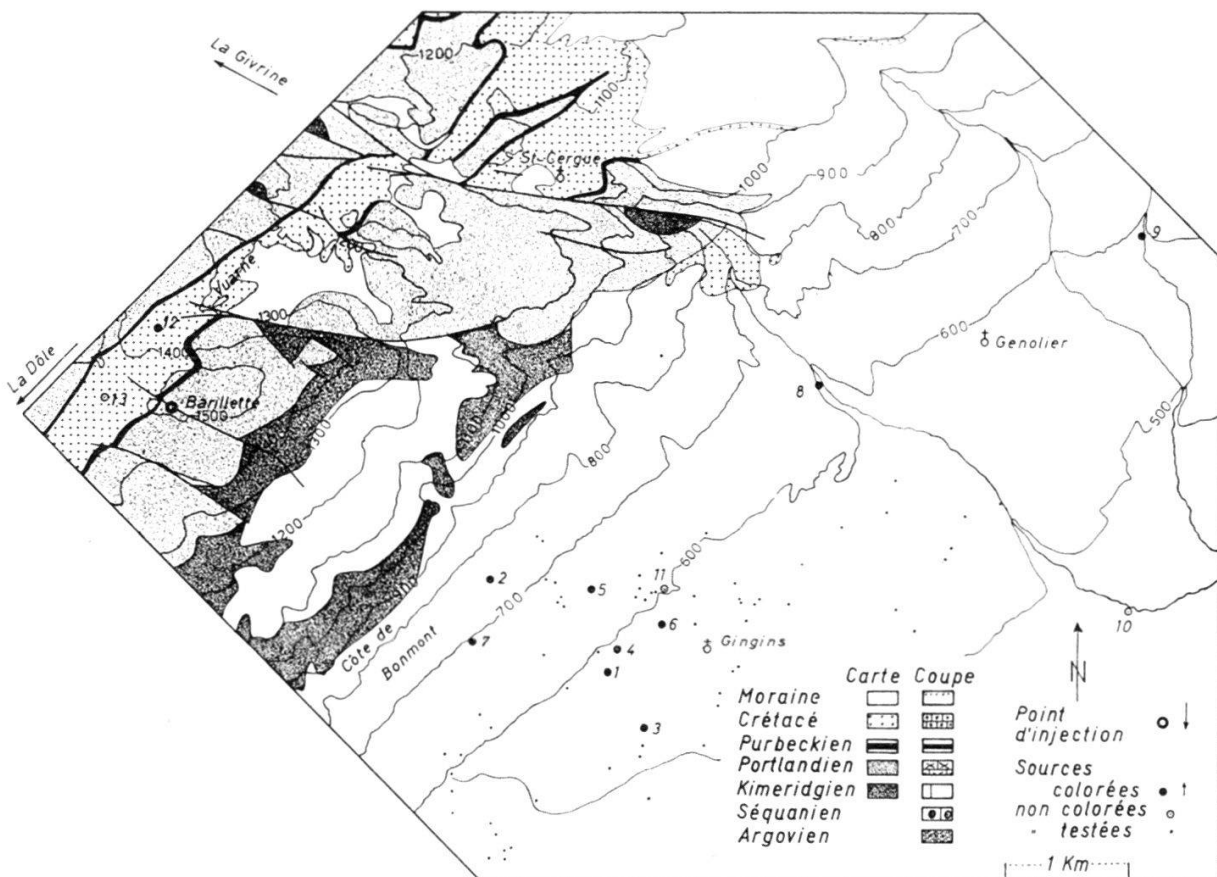 La Givrine
1200
1100
St-Cergue
1000
900
800
700
9
Vuarne
1300
12
1400
La Dôle
13
Barillette
1500
600
Genolier
8
1300
1000
500
800
1200
600
2
5
11
700
6
10
Côte de
Bonmont
7
4
1
Gingins
3
N
Carte Coupe
Moraine
Crétacé
Purbeckien
Portlandien
Kimeridgien
Séquanien
Argovien
Point
d'injection
Sources
colorées
non colorées
" testées
1 Km